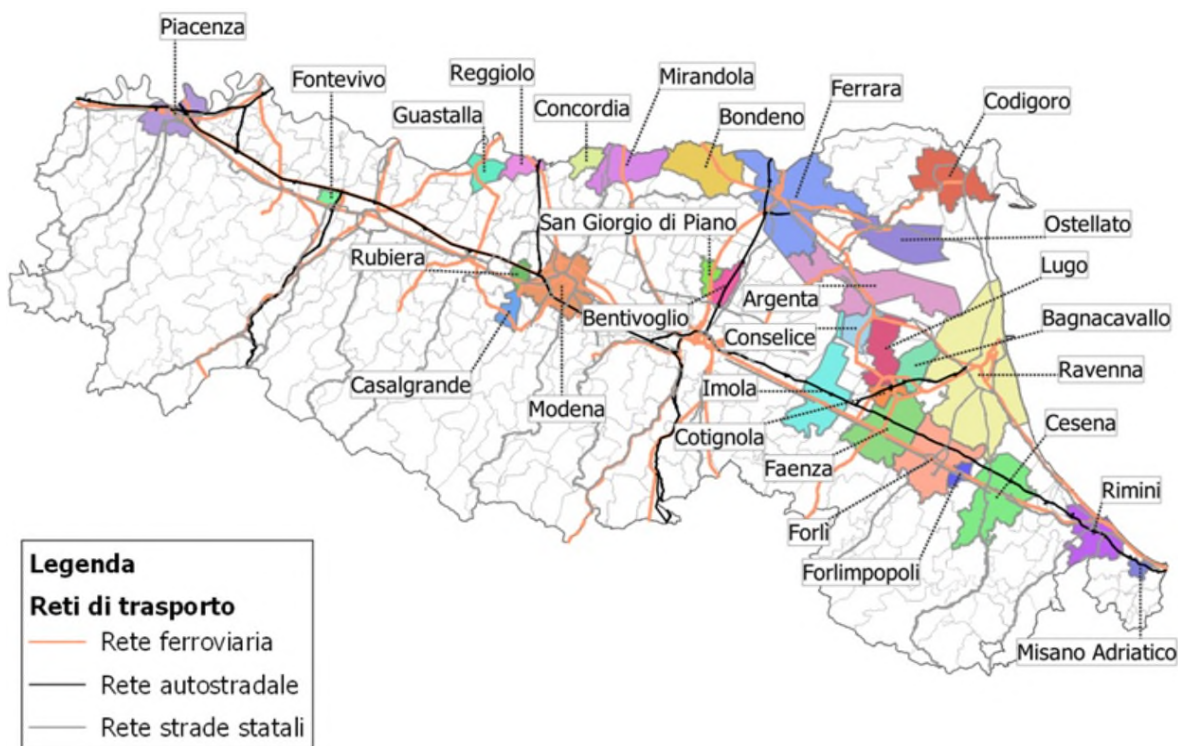 Piacenza
Fontevivo
Reggiolo
Mirandola
Ferrara
Guastalla
Concordia
Bondeno
Codigoro
San Giorgio di Piano
Ostellato
Rubiera
Lugo
Argenta
Bentivoglio
Conselice
Bagnacavallo
Casalgrande
Imola
Ravenna
Modena
Cotignola
Cesena
Faenza
Rimini
Forlì
Forlimpopoli
Misano Adriatico
Legenda
Reti di trasporto
Rete ferroviaria
Rete autostradale
Rete strade statali